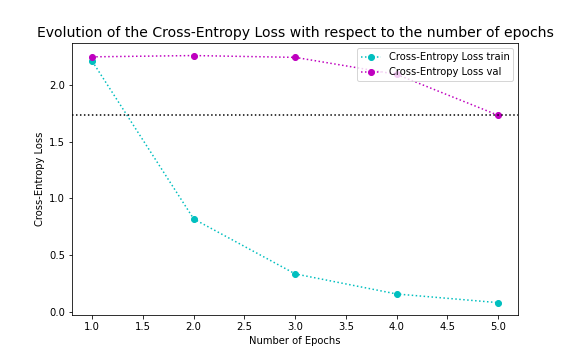 Evolution of the Cross-Entropy Loss with respect to the number of epochs
Cross-Entropy Loss train
Cross-Entropy Loss val
2.0
1.5
1.0
0.5
0.0
Cross-Entropy Loss
1.0 1.5 2.0 2.5 3.0 3.5 4.0 4.5 5.0
Number of Epochs